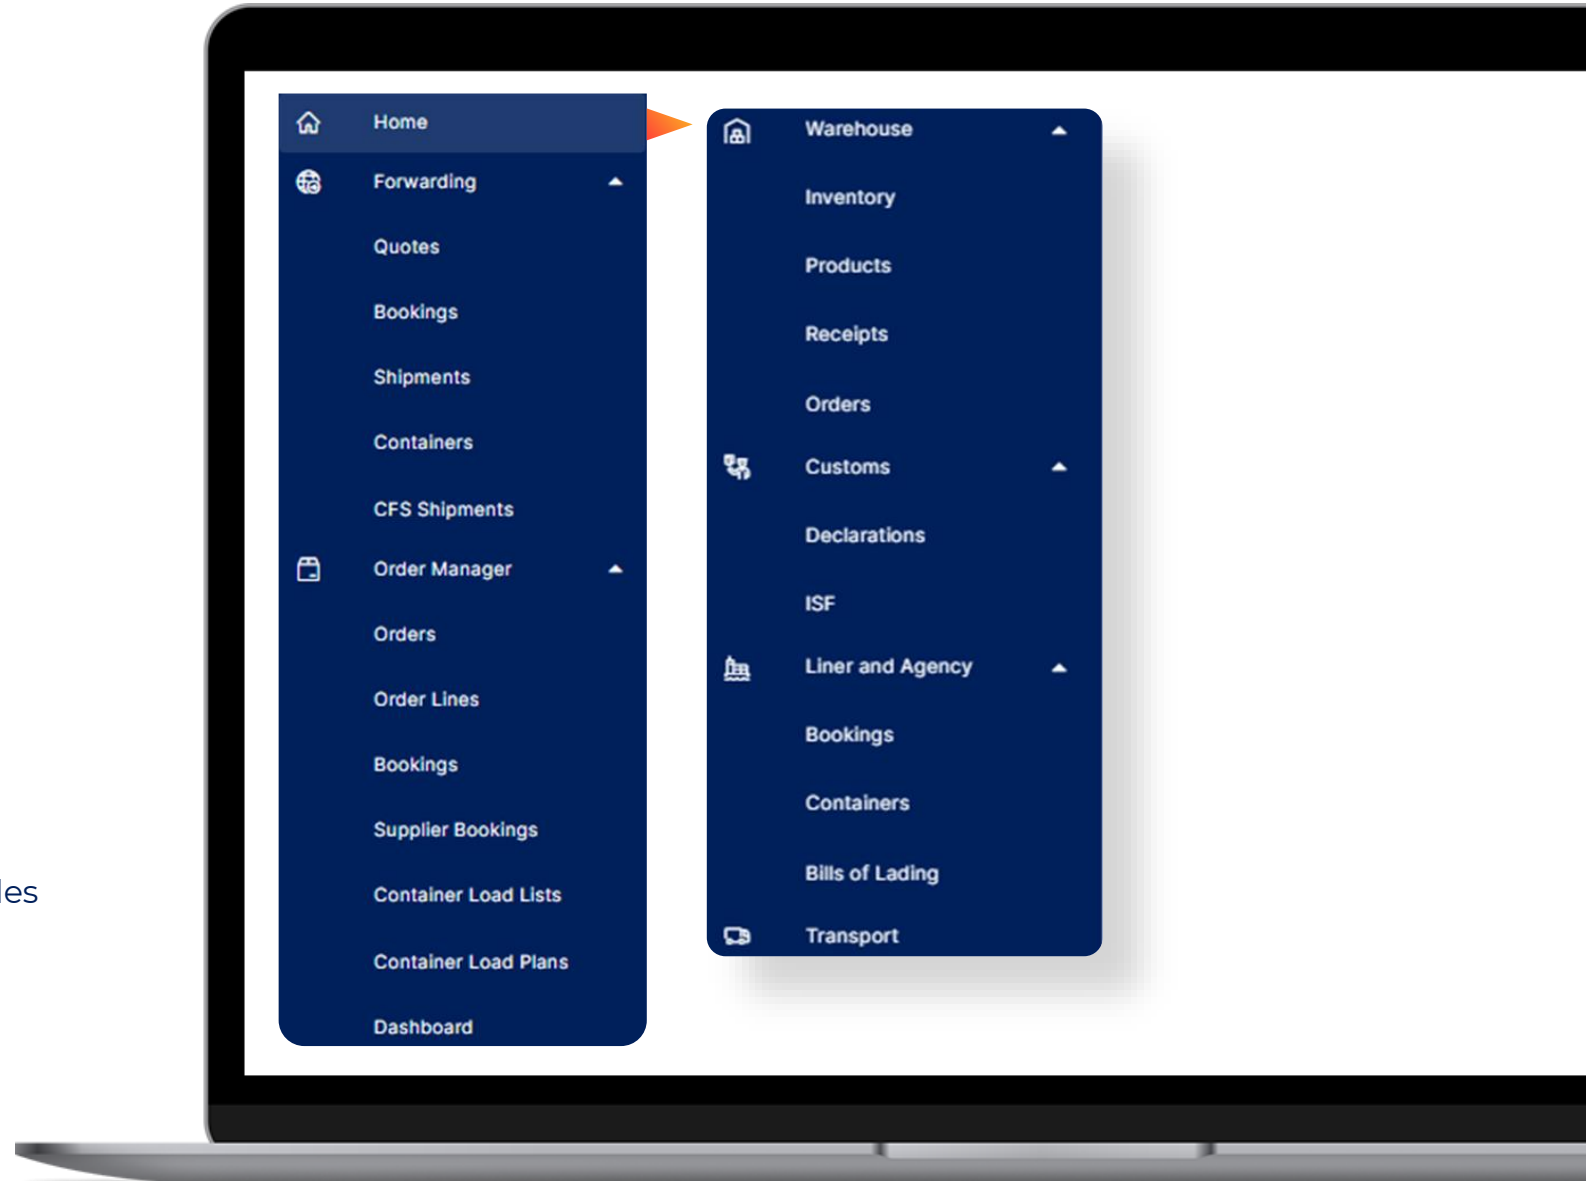 Home
Forwarding
Quotes
Bookings
Shipments
Containers
CFS Shipments
Order Manager
Orders
Order Lines
Bookings
Supplier Bookings
Container Load Lists
Container Load Plans
Dashboard
Warehouse
Inventory
Products
Receipts
Orders
Customs
Declarations
ISF
Liner and Agency
Bookings
Containers
Bills of Lading
Transport